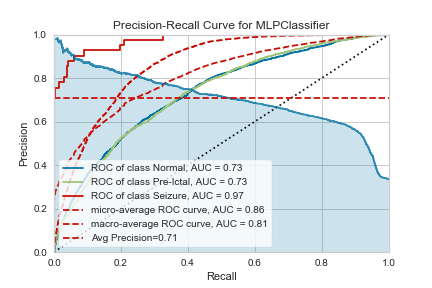 Precision-Recall Curve for MLPClassifier
1.0
0.8
0.6
0.4
0.2
0.0
Precision
ROC of class Normal, AUC = 0.73
ROC of class Pre-Ictal, AUC = 0.73
ROC of class Seizure, AUC = 0.97
micro-average ROC curve, AUC = 0.86
macro-average ROC curve, AUC = 0.81
Avg Precision=0.71
0.0 0.2 0.4 0.6 0.8 1.0
Recall